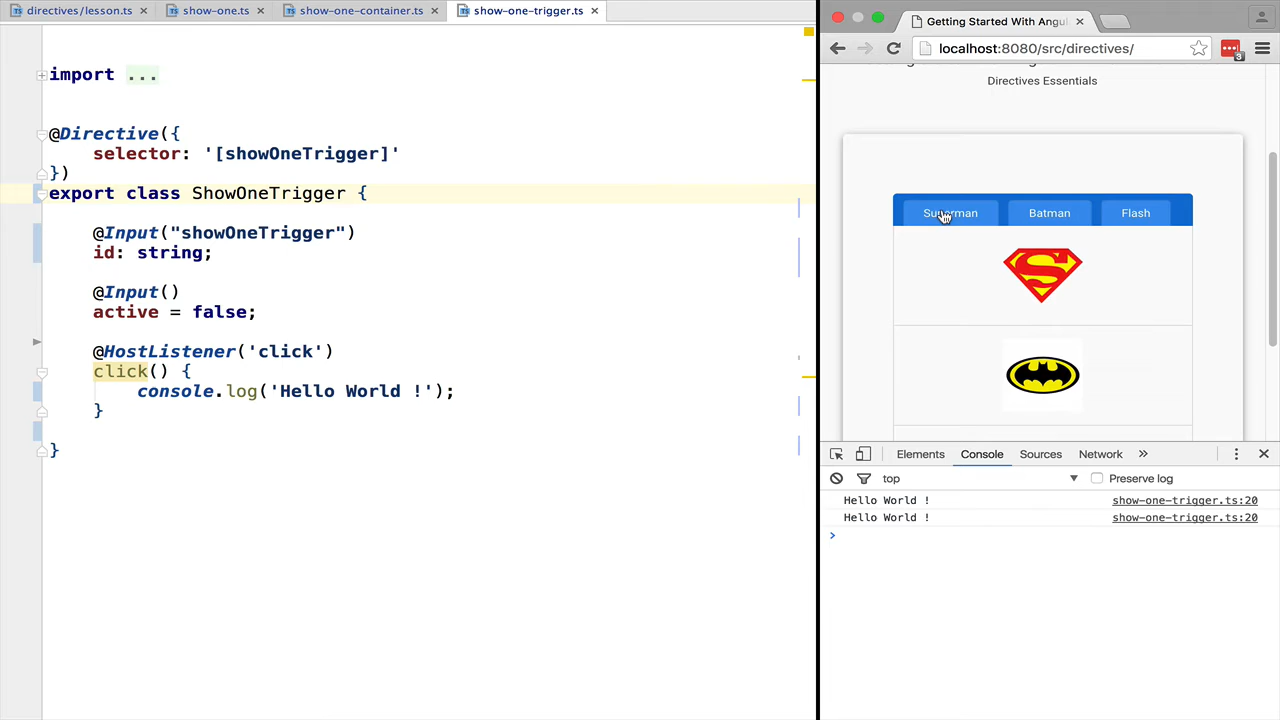 directives/lesson.ts
show-one.ts
show-one-container.ts
show-one-trigger.ts
import ...
@Directive({
selector: '[showOneTrigger]'
})
export class ShowOneTrigger {
@Input("showOneTrigger")
id: string;
@Input()
active = false;
@HostListener('click')
click() {
console.log('Hello World !');
}
}
Getting Started With Angul
localhost:8080/src/directives/
3
Directives Essentials
Superman
Batman
Flash
Elements
Console
Sources
Network
top
Preserve log
Hello World !
show-one-trigger.ts:20
Hello World !
show-one-trigger.ts:20